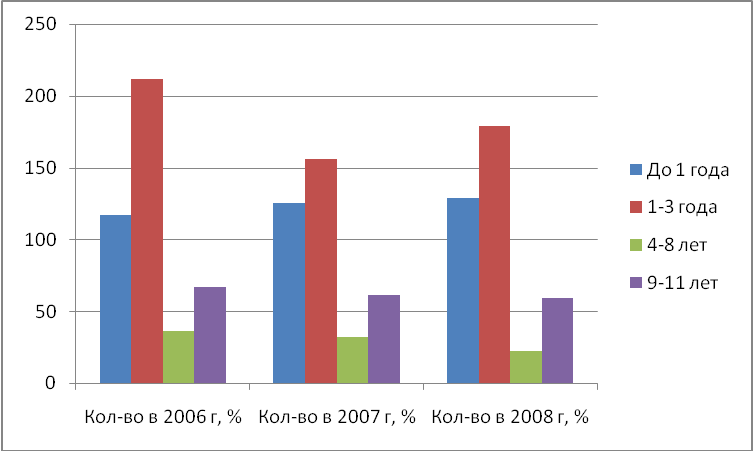 250
200
150
100
50
0
Кол-во в 2006 г, %
Кол-во в 2007 г, %
Кол-во в 2008 г, %
До 1 года
1-3 года
4-8 лет
9-11 лет